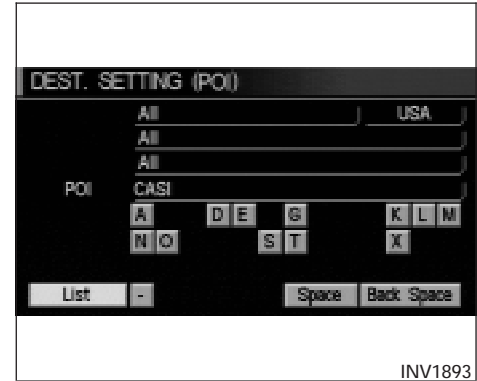 DEST. SETTING (POI)
All USA
All
All
POI CASI
A D E G K L M
N O S T X
List - Space Back Space
INV1893